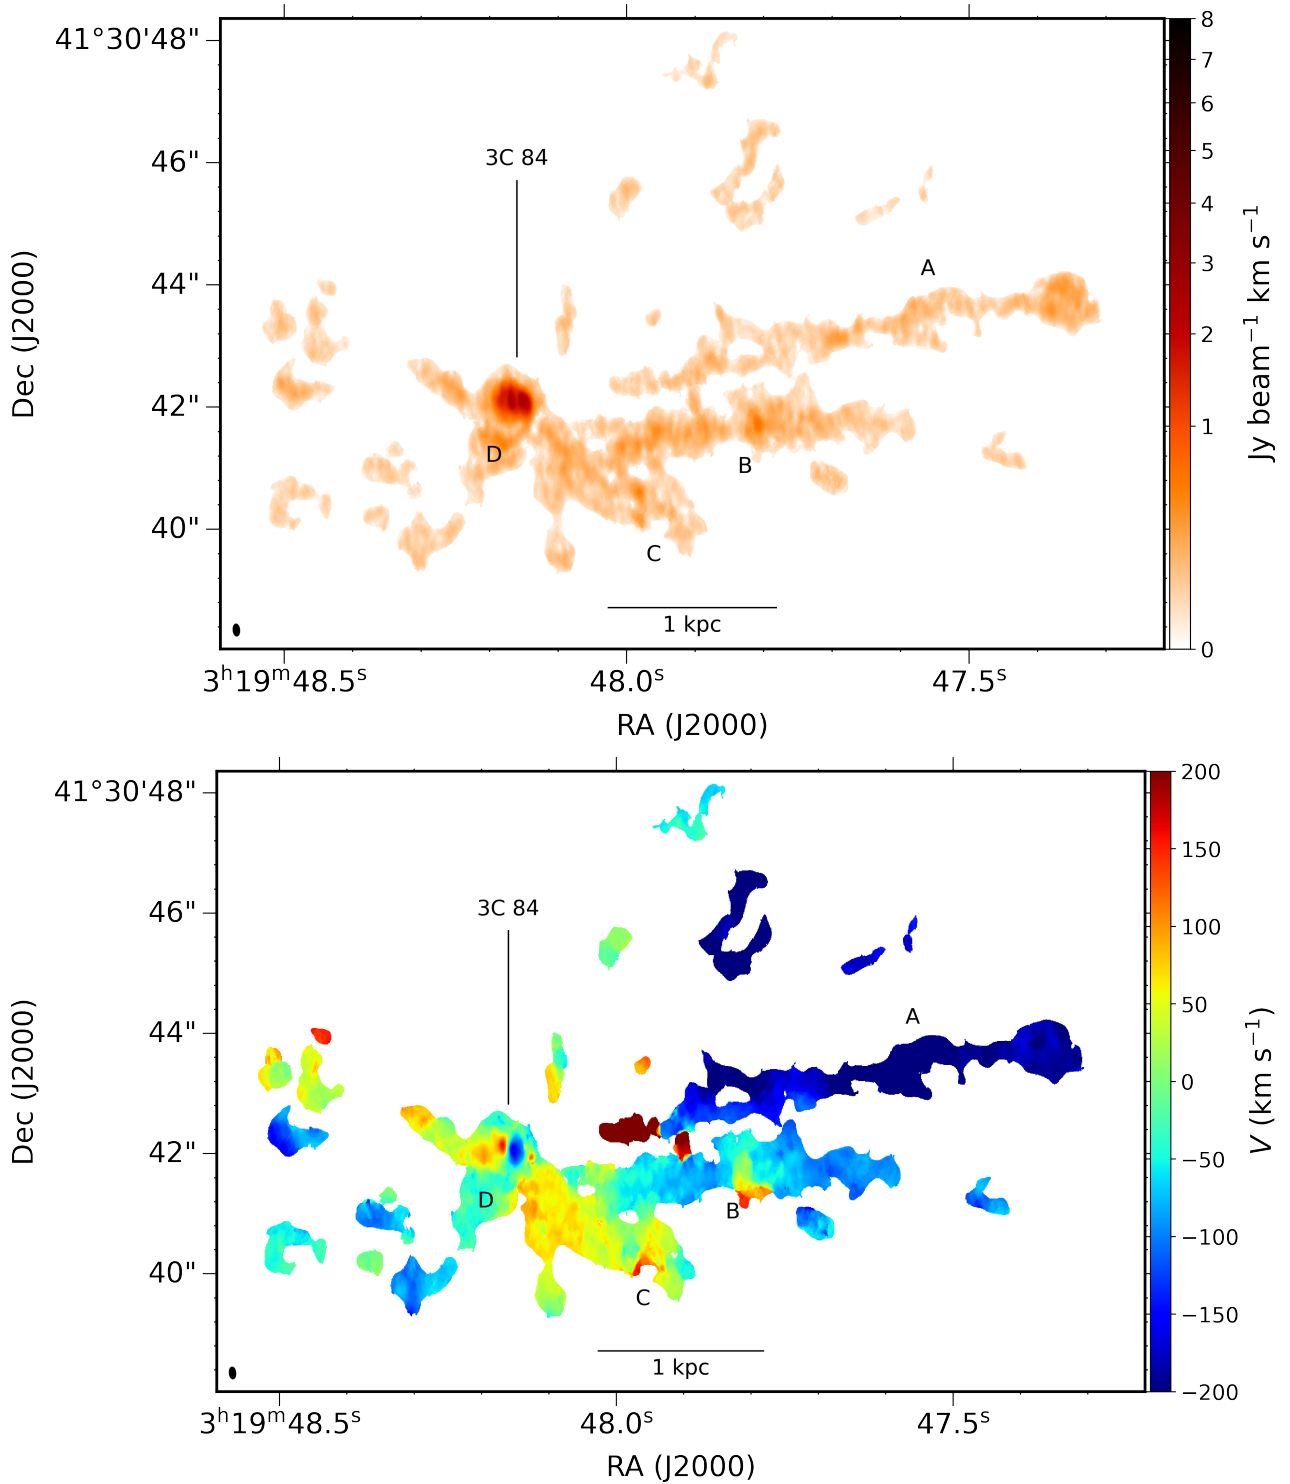 41°30'48"
46"
44"
42"
40"
Dec (J2000)
3C 84
A
B
C
D
1 kpc
3ʰ19ᵐ48.5ˢ
48.0ˢ
47.5ˢ
RA (J2000)
8
7
6
5
4
3
2
1
0
Jy beam⁻¹ km s⁻¹
41°30'48"
46"
44"
42"
40"
Dec (J2000)
3C 84
A
B
C
D
1 kpc
3ʰ19ᵐ48.5ˢ
48.0ˢ
47.5ˢ
RA (J2000)
200
150
100
50
0
−50
−100
−150
−200
V (km s⁻¹)